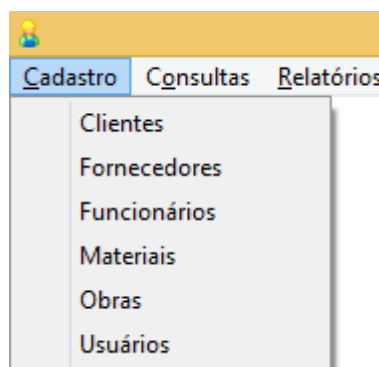 Cadastro Consultas Relatórios
Clientes
Fornecedores
Funcionários
Materiais
Obras
Usuários